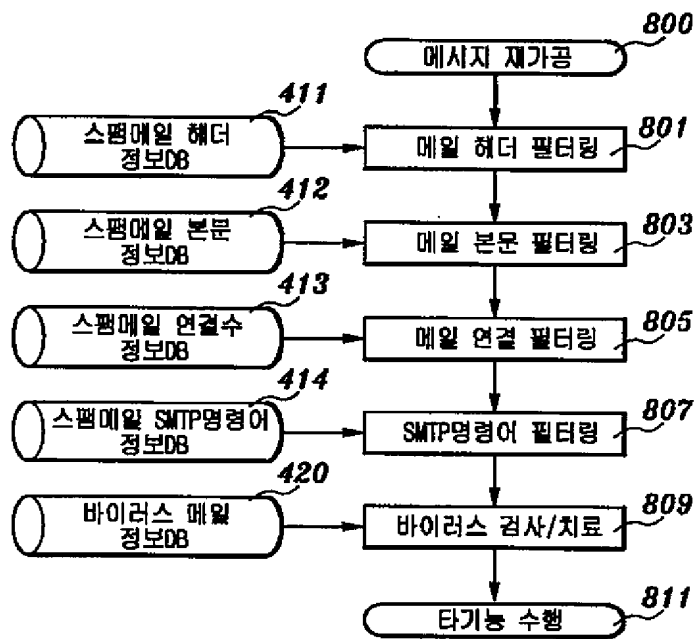 800
메시지 재가공
411
스팸메일 헤더
정보DB
메일 헤더 필터링
801
412
스팸메일 본문
정보DB
메일 본문 필터링
803
413
스팸메일 연결수
정보DB
메일 연결 필터링
805
414
스팸메일 SMTP명령어
정보DB
SMTP명령어 필터링
807
420
바이러스 메일
정보DB
바이러스 검사/치료
809
811
타기능 수행